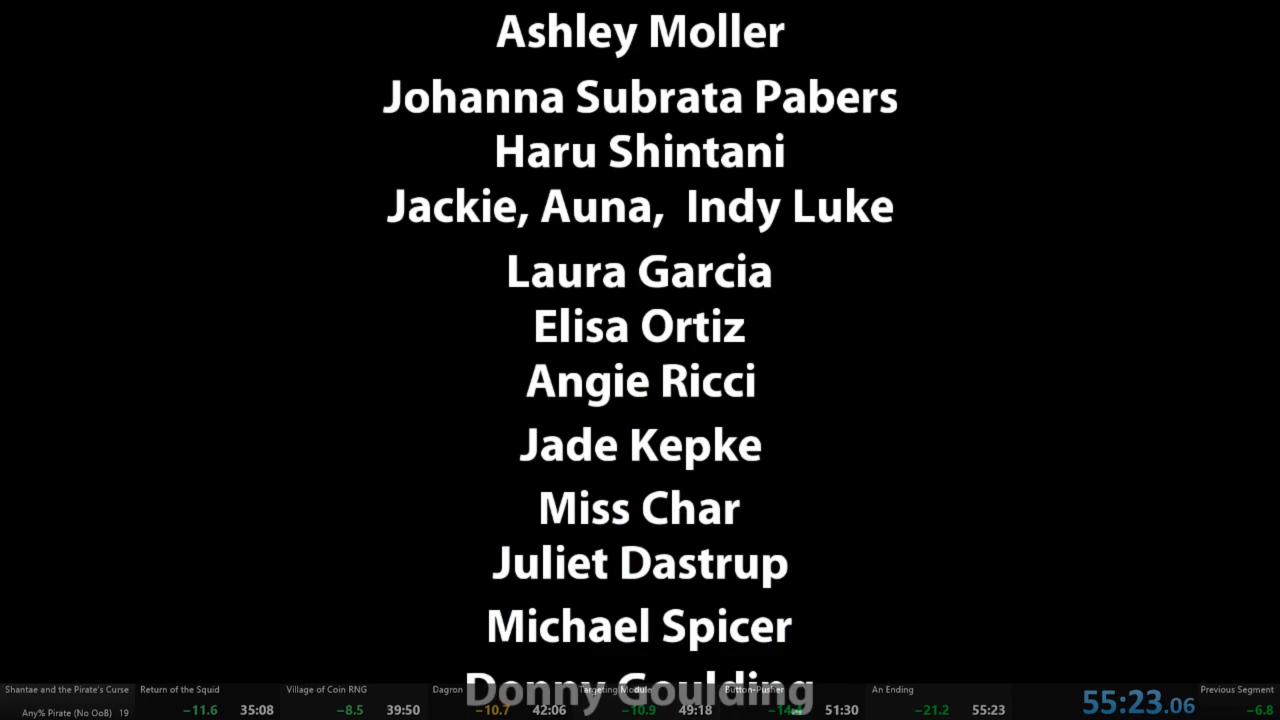 Ashley Moller
Johanna Subrata Pabers
Haru Shintani
Jackie, Auna,  Indy Luke
Laura Garcia
Elisa Ortiz
Angie Ricci
Jade Kepke
Miss Char
Juliet Dastrup
Michael Spicer
Donny Goulding
Shantae and the Pirate's Curse
Any% Pirate (No OoB) 19
Return of the Squid
−11.6 35:08
Village of Coin RNG
−8.5 39:50
Dagron
−10.7 42:06
Targeting Module
−10.9 49:18
Button-Pusher
51:30
An Ending
−21.2 55:23
55:23.06
Previous Segment
−6.8